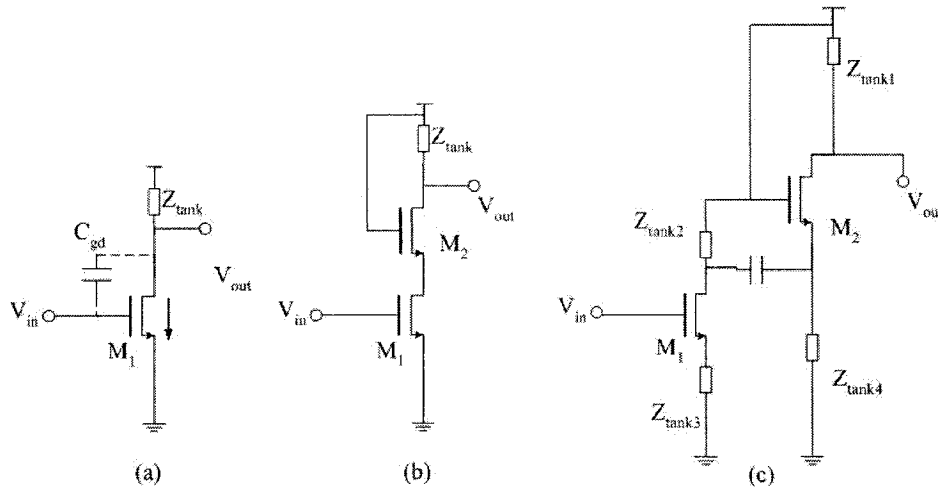 Z_tank
C_gd
V_out
V_in
M_1
(a)
Z_tank
V_out
M_2
V_in
M_1
(b)
Z_tank1
V_ou
M_2
Z_tank2
V_in
M_1
Z_tank4
Z_tank3
(c)